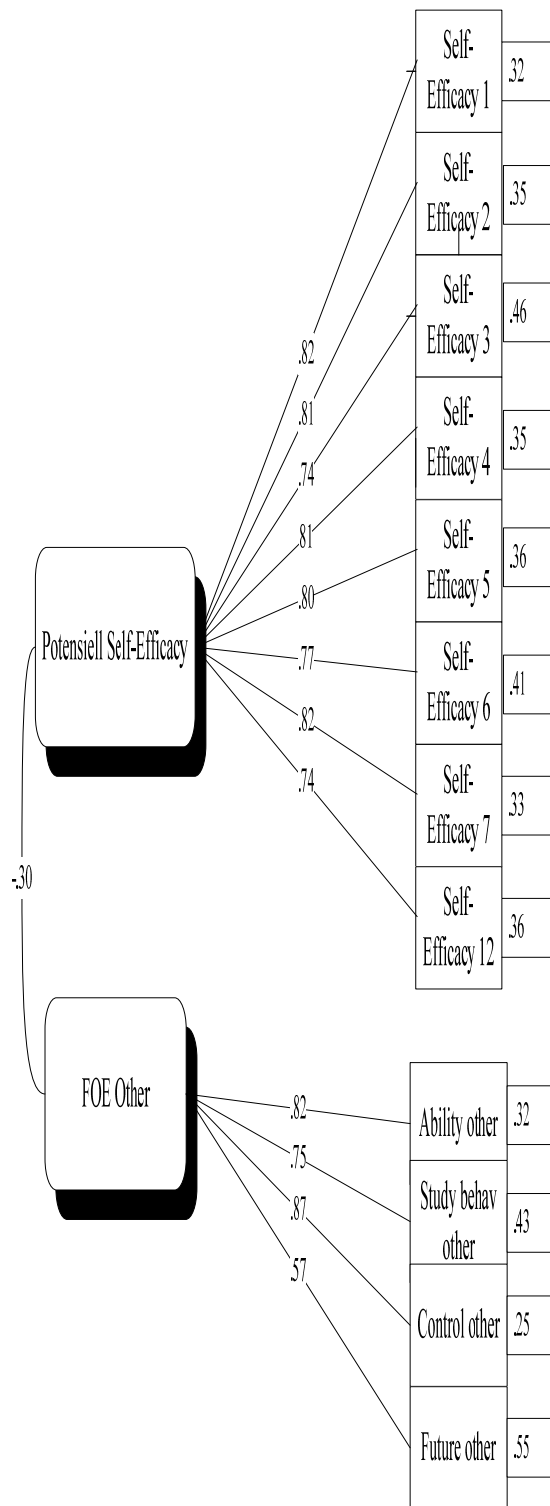 Self-
Efficacy 1
.32
Self-
Efficacy 2
.35
Self-
Efficacy 3
.46
Self-
Efficacy 4
.35
Self-
Efficacy 5
.36
Self-
Efficacy 6
.41
Self-
Efficacy 7
.33
Self-
Efficacy 12
.36
.82
.81
.74
.81
.80
.77
.82
.74
Potensiell Self-Efficacy
-.30
FOE Other
.82
.75
.87
.57
Ability other
.32
Study behav
other
.43
Control other
.25
Future other
.55